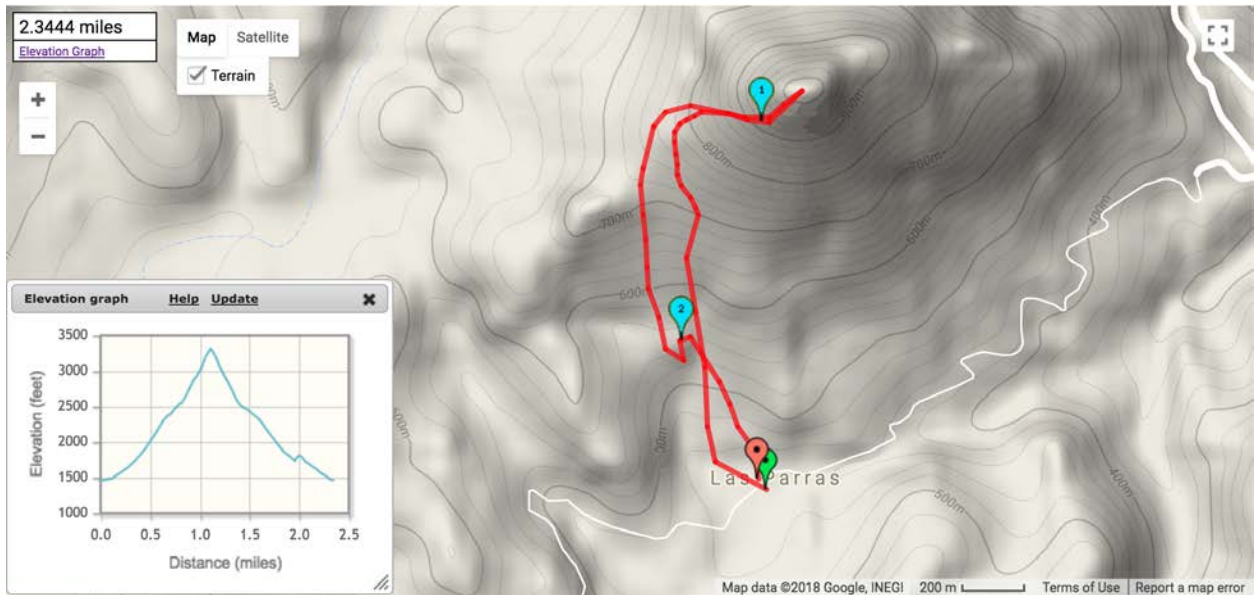 2.3444 miles
Elevation Graph
Map Satellite
Terrain
+
−
1
800m
700m
400m
700m
600m
600m
2
Las Parras
400m
500m
Elevation graph Help Update
3500
3000
2500
2000
1500
1000
Elevation (feet)
0.0 0.5 1.0 1.5 2.0 2.5
Distance (miles)
Map data ©2018 Google, INEGI 200 m Terms of Use Report a map error